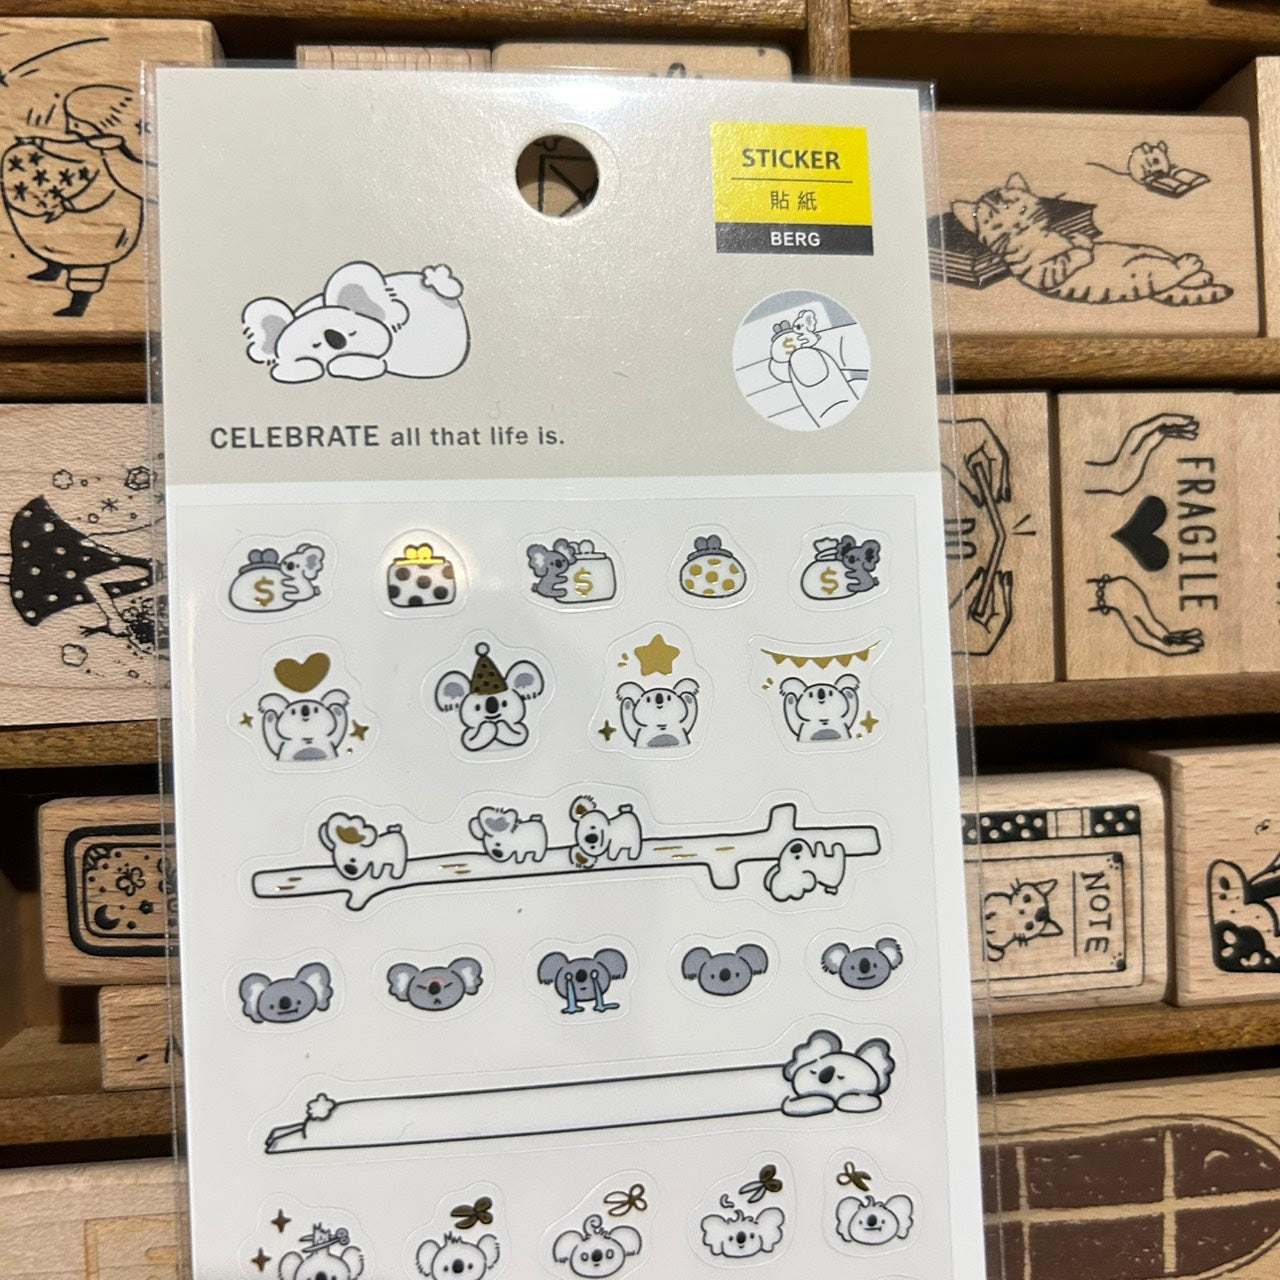 STICKER
貼紙
BERG
CELEBRATE all that life is.
$
$
$
FRAGILE
NOTE